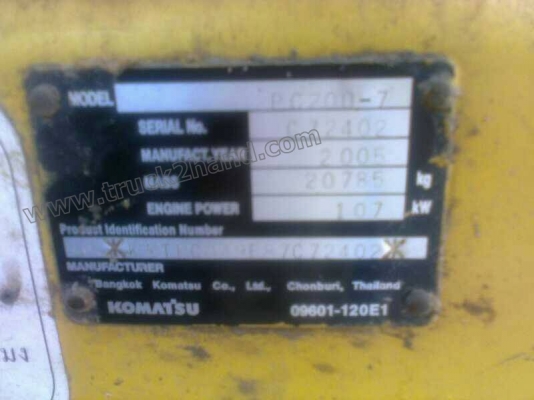 MODEL PC200-7
SERIAL No. 72402
MANUFACT. YEAR 2005
MASS 20785 kg
ENGINE POWER 107 kW
www.truck2hand.com
Product Identification Number
MANUFACTURER
Bangkok Komatsu Co., Ltd., Chonburi, Thailand
KOMATSU 09601-120E1